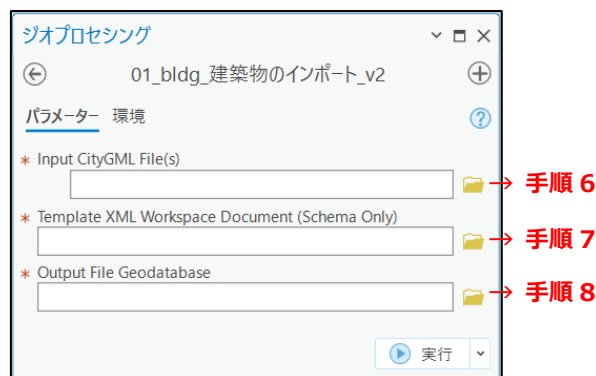 ジオプロセシング
01_bldg_建築物のインポート_v2
パラメーター 環境
* Input CityGML File(s)
→ 手順 6
* Template XML Workspace Document (Schema Only)
→ 手順 7
* Output File Geodatabase
→ 手順 8
実行